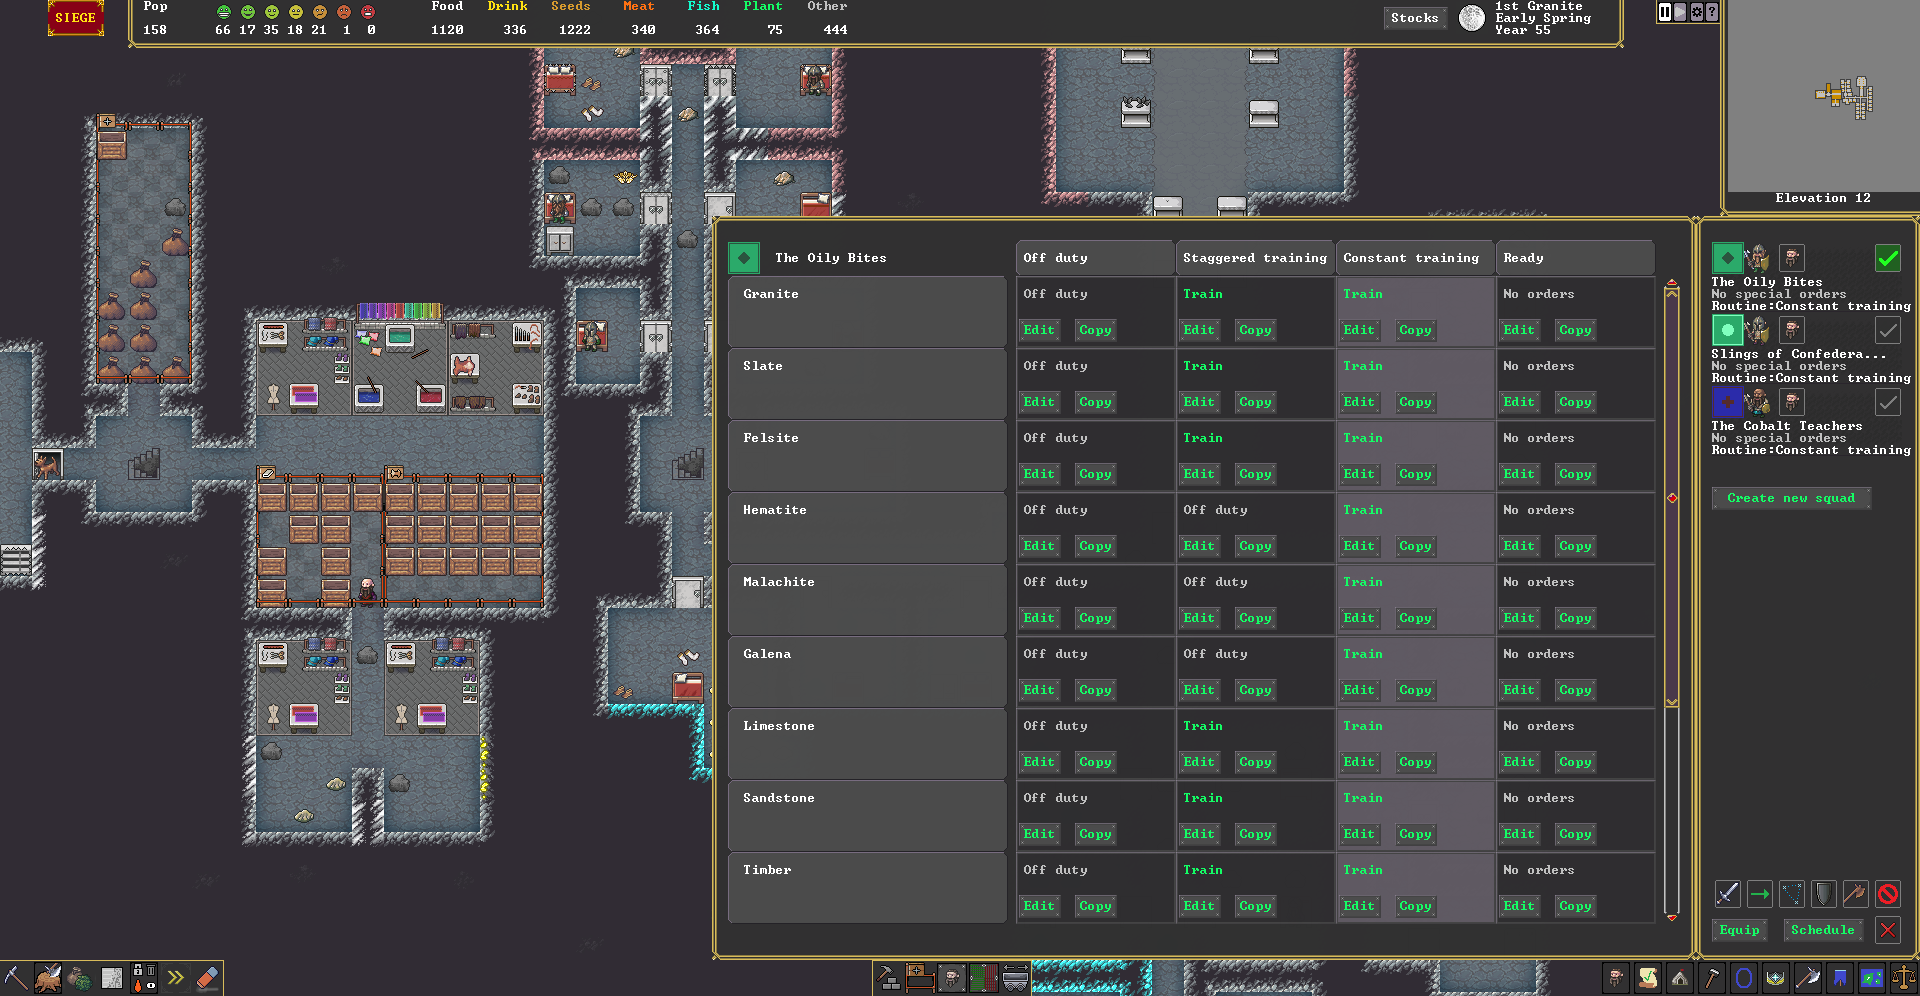 SIEGE
Pop Food Drink Seeds Meat Fish Plant Other
158 66 17 35 18 21 1 0 1120 336 1222 340 364 75 444
Stocks
1st Granite
Early Spring
Year 55
?
Elevation 12
The Oily Bites Off duty Staggered training Constant training Ready
Granite Off duty Train Train No orders
Edit Copy Edit Copy Edit Copy Edit Copy
Slate Off duty Train Train No orders
Edit Copy Edit Copy Edit Copy Edit Copy
Felsite Off duty Train Train No orders
Edit Copy Edit Copy Edit Copy Edit Copy
Hematite Off duty Off duty Train No orders
Edit Copy Edit Copy Edit Copy Edit Copy
Malachite Off duty Off duty Train No orders
Edit Copy Edit Copy Edit Copy Edit Copy
Galena Off duty Off duty Train No orders
Edit Copy Edit Copy Edit Copy Edit Copy
Limestone Off duty Train Train No orders
Edit Copy Edit Copy Edit Copy Edit Copy
Sandstone Off duty Train Train No orders
Edit Copy Edit Copy Edit Copy Edit Copy
Timber Off duty Train Train No orders
Edit Copy Edit Copy Edit Copy Edit Copy
The Oily Bites
No special orders
Routine:Constant training
Slings of Confedera...
No special orders
Routine:Constant training
The Cobalt Teachers
No special orders
Routine:Constant training
Create new squad
Equip Schedule